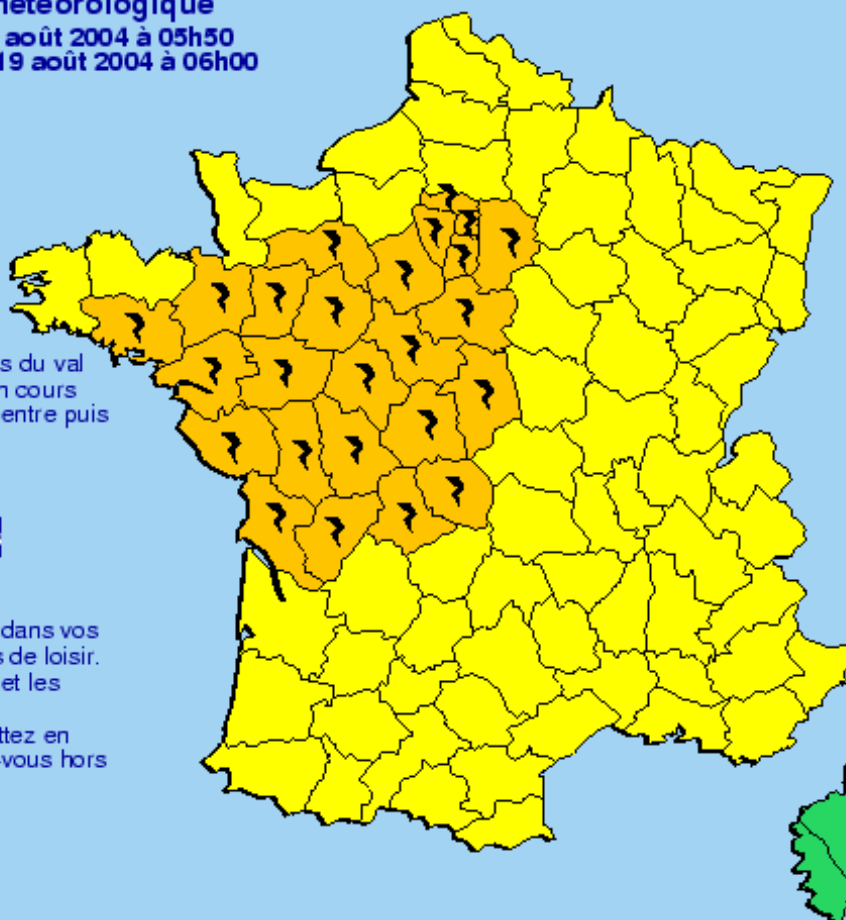 météorologique
août 2004 à 05h50
19 août 2004 à 06h00
s du val
n cours
entre puis
dans vos
s de loisir.
et les
ttez en
vous hors